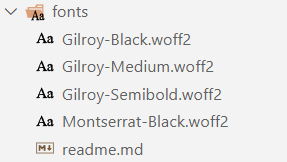 fonts
Gilroy-Black.woff2
Gilroy-Medium.woff2
Gilroy-Semibold.woff2
Montserrat-Black.woff2
readme.md